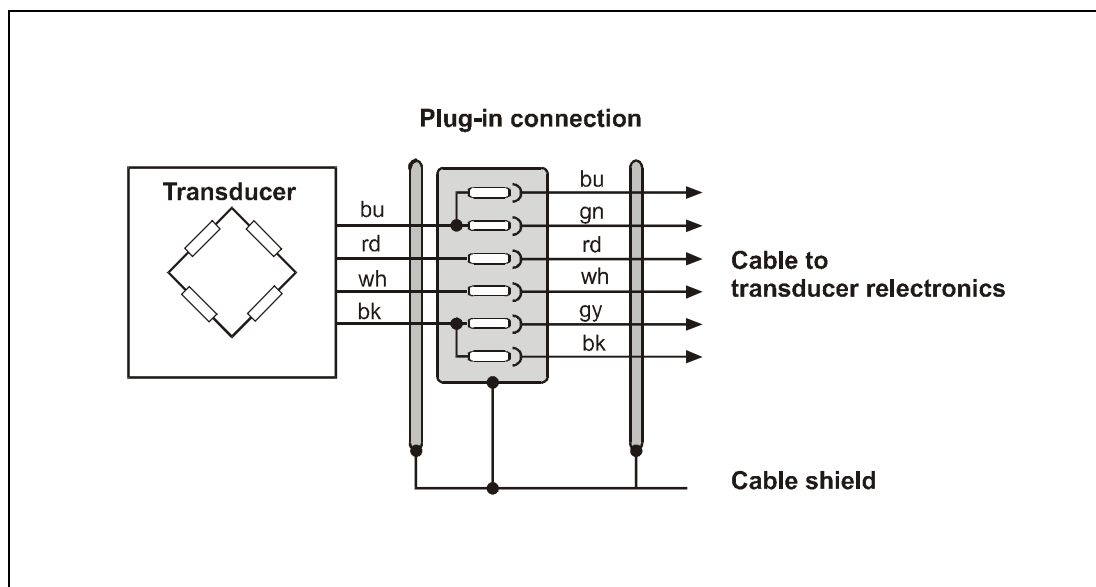 Plug-in connection
Transducer
bu
rd
wh
bk
bu
gn
rd
wh
gy
bk
Cable to
transducer relectronics
Cable shield